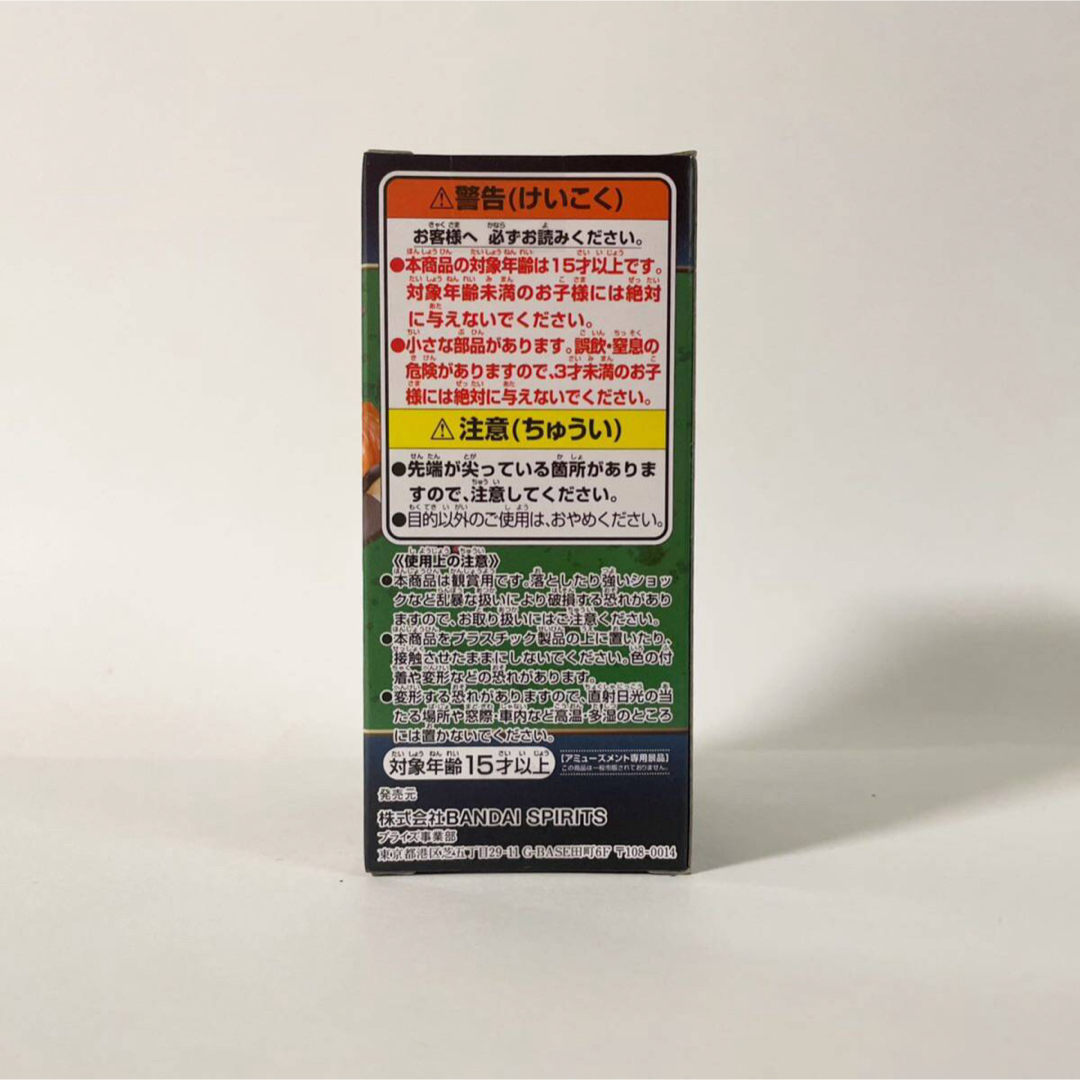 ⚠警告(けいこく)
お客様へ 必ずお読みください。
●本商品の対象年齢は15才以上です。
対象年齢未満のお子様には絶対
に与えないでください。
●小さな部品があります。誤飲・窒息の
危険がありますので、3才未満のお子
様には絶対に与えないでください。
⚠注意(ちゅうい)
●先端が尖っている箇所がありま
すので、注意してください。
●目的以外のご使用は、おやめください。
《使用上の注意》
●本商品は観賞用です。落としたり強いショッ
クなど乱暴な扱いにより破損する恐れがあり
ますので、お取り扱いにはご注意ください。
●本商品をプラスチック製品の上に置いたり、
接触させたままにしないでください。色の付
着や変形などの恐れがあります。
●変形する恐れがありますので、直射日光の当
たる場所や窓際・車内など高温・多湿のところ
には置かないでください。
対象年齢15才以上
【アミューズメント専用景品】
この商品は一般市販されておりません。
発売元
株式会社BANDAI SPIRITS
プライズ事業部
東京都港区芝五丁目29-11 G-BASE田町6F 〒108-0014